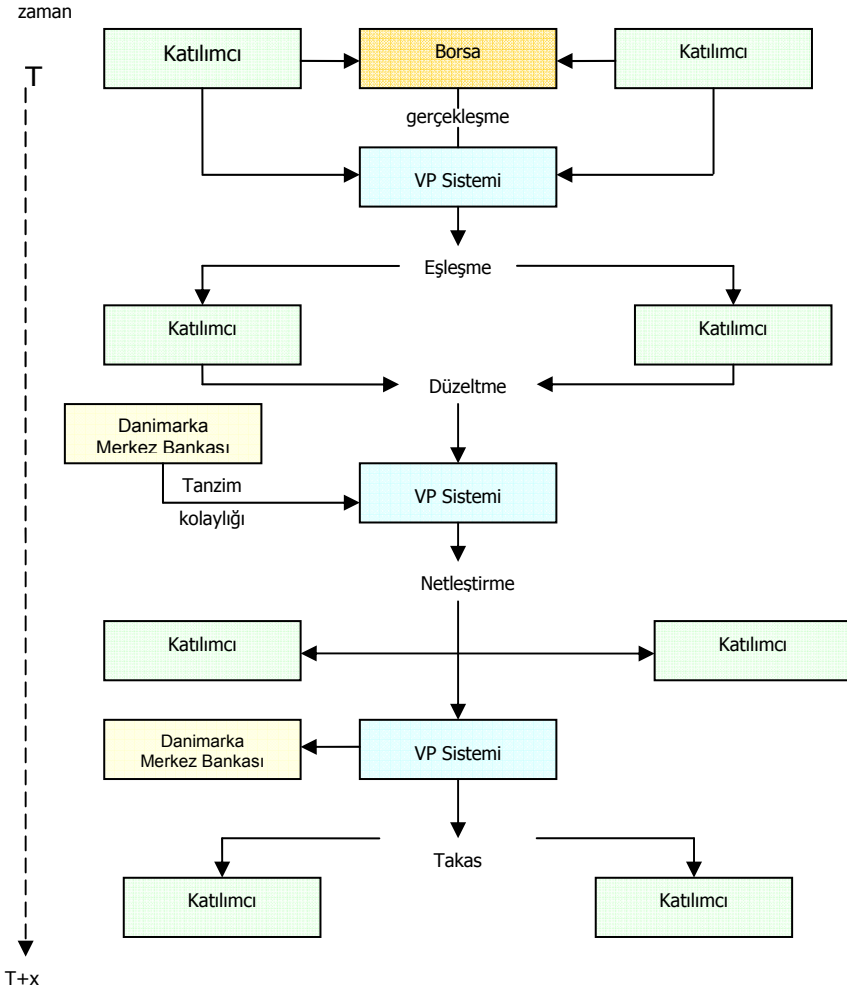 zaman
Katılımcı
Borsa
Katılımcı
T
gerçekleşme
VP Sistemi
Eşleşme
Katılımcı
Katılımcı
Düzeltme
Danimarka
Merkez Bankası
Tanzim
kolaylığı
VP Sistemi
Netleştirme
Katılımcı
Katılımcı
Danimarka
Merkez Bankası
VP Sistemi
Takas
Katılımcı
Katılımcı
T+x